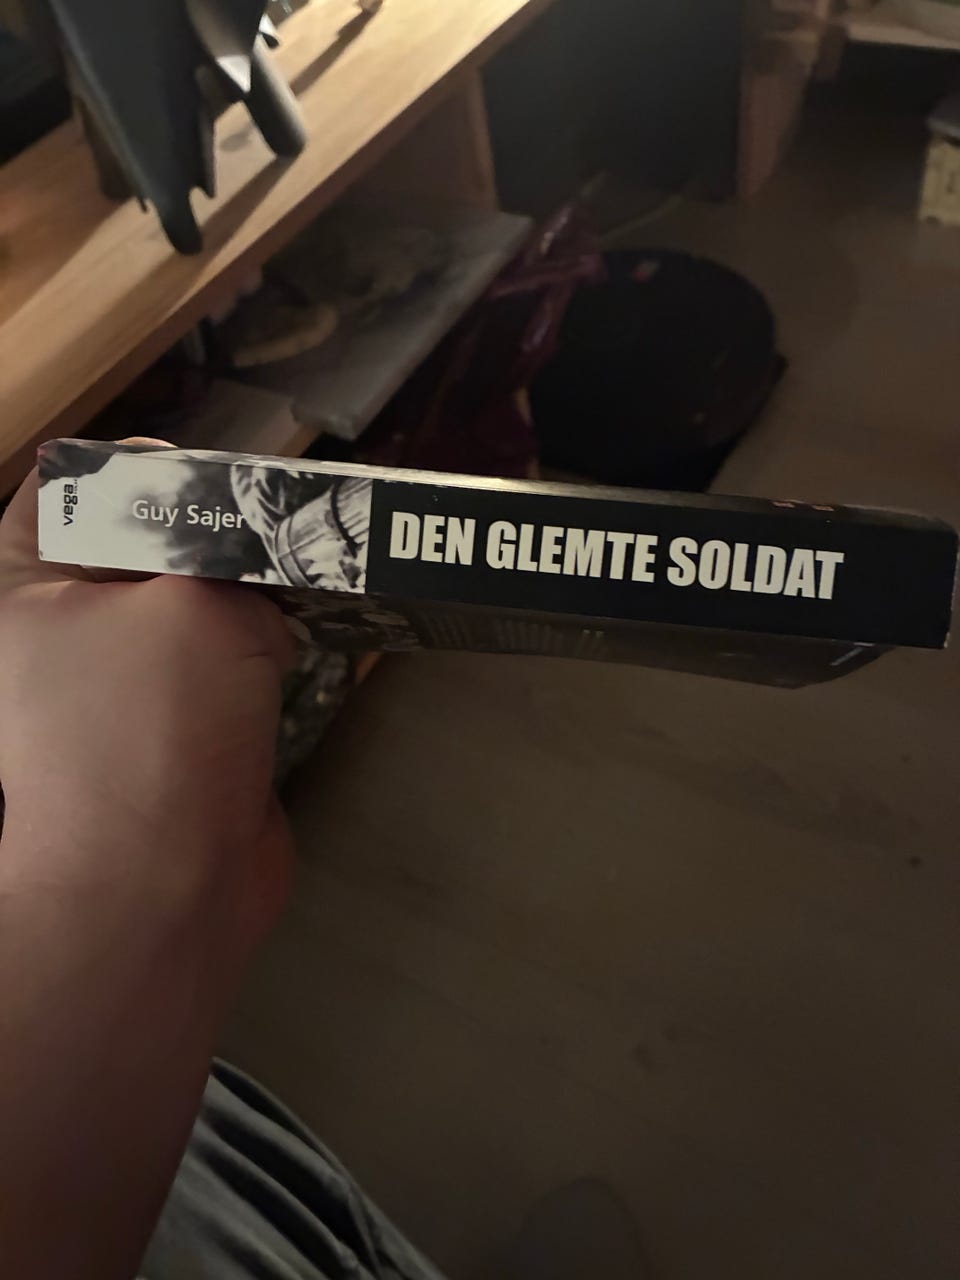 vega
Guy Sajer
DEN GLEMTE SOLDAT